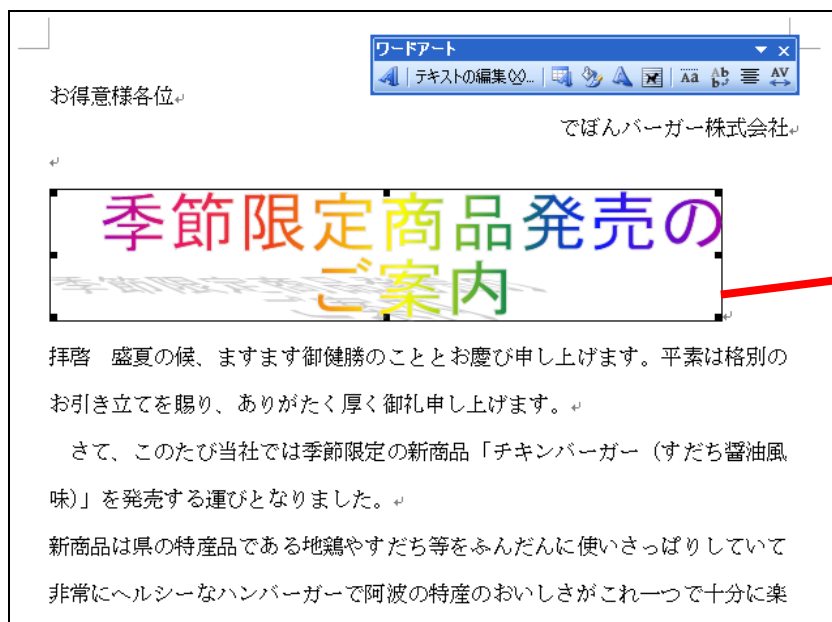 ワードアート
テキストの編集(X)...
Aa
Ab
b
AV
お得意様各位
でぼんバーガー株式会社
季節限定商品発売の
ご案内
拝啓　盛夏の候、ますます御健勝のこととお慶び申し上げます。平素は格別の
お引き立てを賜り、ありがたく厚く御礼申し上げます。
　さて、このたび当社では季節限定の新商品「チキンバーガー（すだち醤油風
味）」を発売する運びとなりました。
新商品は県の特産品である地鶏やすだち等をふんだんに使いさっぱりしていて
非常にヘルシーなハンバーガーで阿波の特産のおいしさがこれ一つで十分に楽